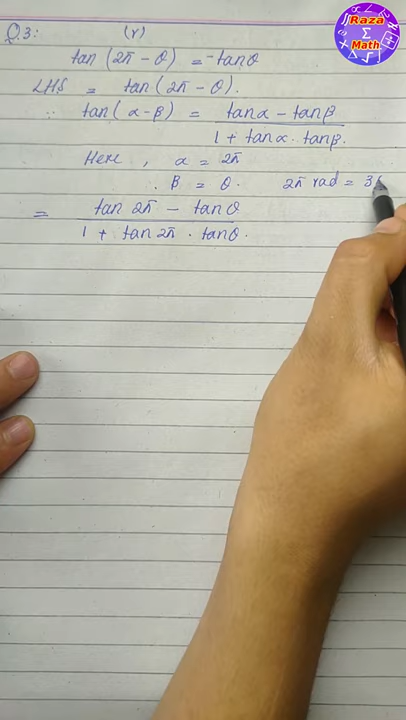 Q.3: (v)
tan(2π - θ) = -tanθ
LHS = tan(2π - θ).
∵ tan(α-β) = tanα - tanβ / 1 + tanα · tanβ.
Here, α = 2π
β = θ. 2π rad = 36
= tan 2π - tanθ / 1 + tan 2π · tanθ.
Raza
Σ
Math